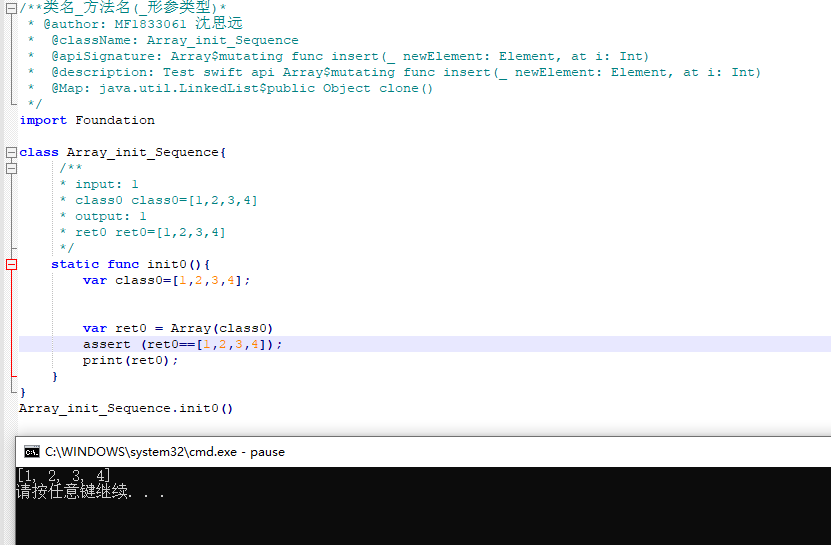 /**类名_方法名(_形参类型)*
 * @author: MF1833061 沈思远
 *  @className: Array_init_Sequence
 *  @apiSignature: Array$mutating func insert(_ newElement: Element, at i: Int)
 *  @description: Test swift api Array$mutating func insert(_ newElement: Element, at i: Int)
 *  @Map: java.util.LinkedList$public Object clone()
 */
import Foundation
class Array_init_Sequence{
     /**
     * input: 1
     * class0 class0=[1,2,3,4]
     * output: 1
     * ret0 ret0=[1,2,3,4]
     */
    static func init0(){
        var class0=[1,2,3,4];
        var ret0 = Array(class0)
        assert (ret0==[1,2,3,4]);
        print(ret0);
    }
}
Array_init_Sequence.init0()
C:\WINDOWS\system32\cmd.exe - pause
[1, 2, 3, 4]
请按任意键继续. . .